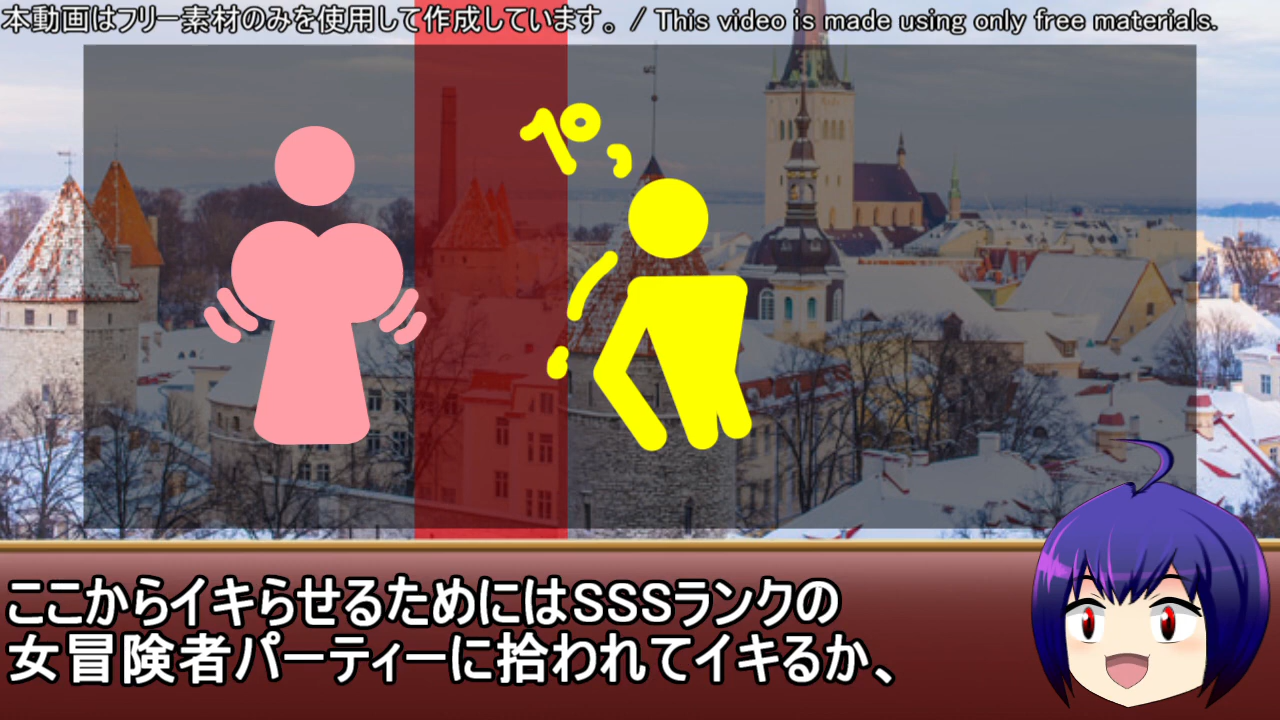 本動画はフリー素材のみを使用して作成しています。 / This video is made using only free materials.
ペコ
ここからイキらせるためにはSSSランクの
女冒険者パーティーに拾われてイキるか、